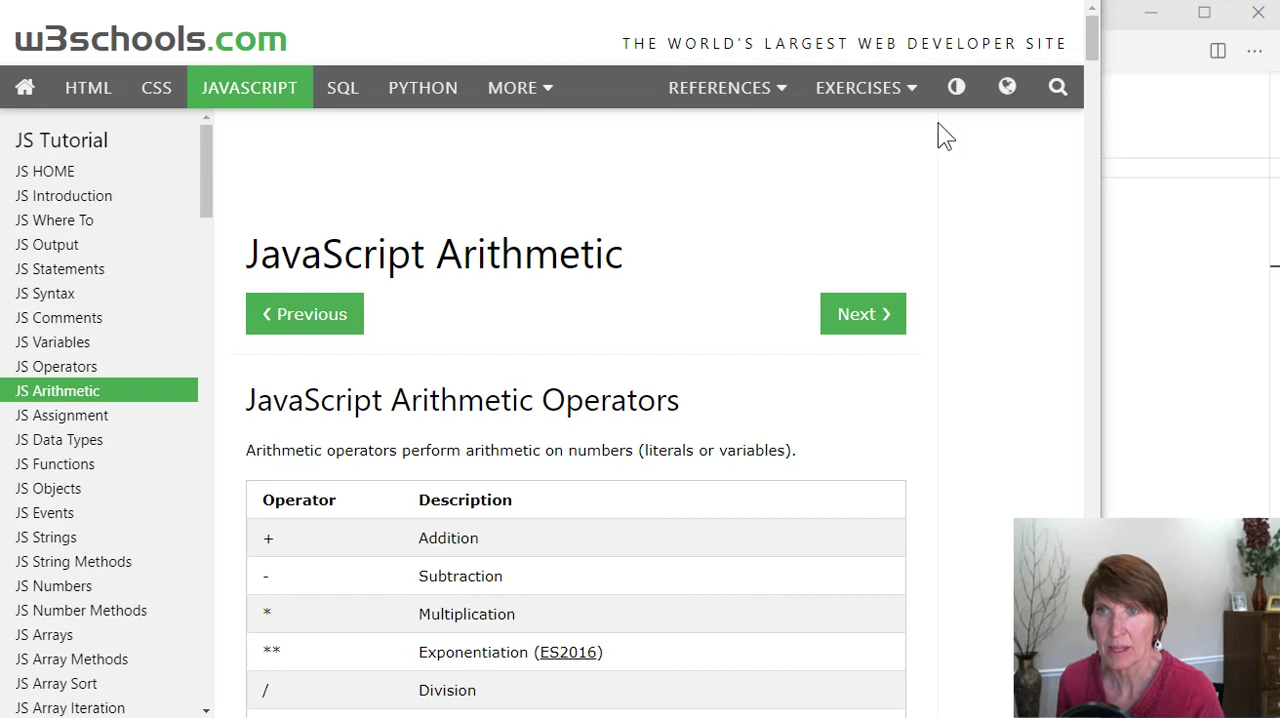 w3schools.com
THE WORLD'S LARGEST WEB DEVELOPER SITE
HTML CSS JAVASCRIPT SQL PYTHON MORE REFERENCES EXERCISES
JS Tutorial
JS HOME
JS Introduction
JS Where To
JS Output
JS Statements
JS Syntax
JS Comments
JS Variables
JS Operators
JS Arithmetic
JS Assignment
JS Data Types
JS Functions
JS Objects
JS Events
JS Strings
JS String Methods
JS Numbers
JS Number Methods
JS Arrays
JS Array Methods
JS Array Sort
JS Array Iteration
JavaScript Arithmetic
❮ Previous
Next ❯
JavaScript Arithmetic Operators
Arithmetic operators perform arithmetic on numbers (literals or variables).
Operator Description
+ Addition
- Subtraction
* Multiplication
** Exponentiation (ES2016)
/ Division